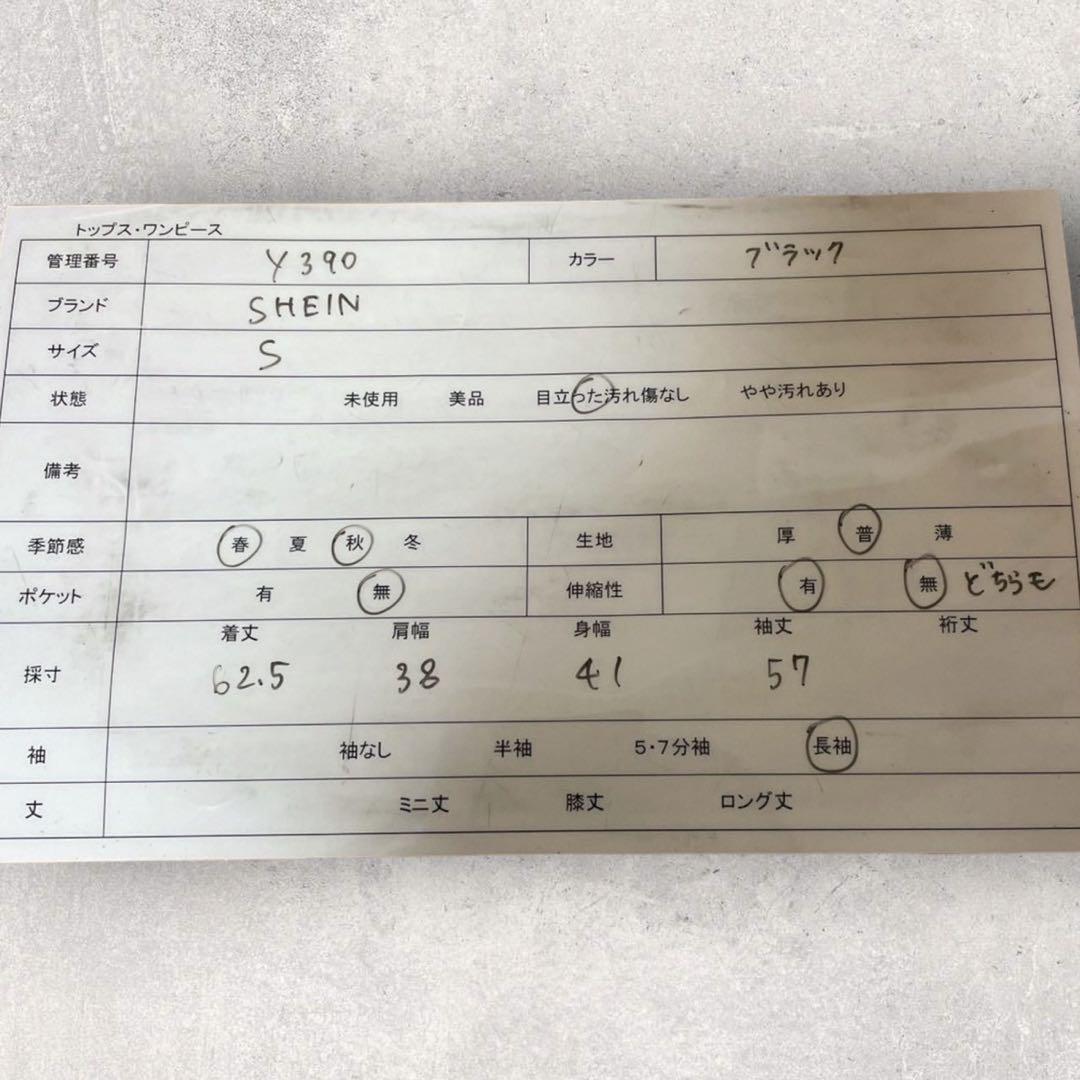 トップス・ワンピース
管理番号 Y390 カラー ブラック
ブランド SHEIN
サイズ S
状態 未使用 美品 目立った汚れ傷なし やや汚れあり
備考
季節感 春 夏 秋 冬 生地 厚 普 薄
ポケット 有 無 伸縮性 有 無 どちらも
着丈 肩幅 身幅 袖丈 裄丈
採寸 62.5 38 41 57
袖 袖なし 半袖 5・7分袖 長袖
丈 ミニ丈 膝丈 ロング丈